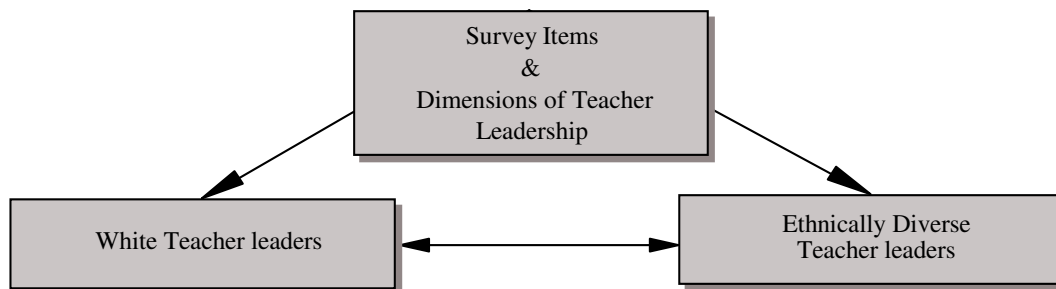 Survey Items
&
Dimensions of Teacher
Leadership
White Teacher leaders
Ethnically Diverse
Teacher leaders